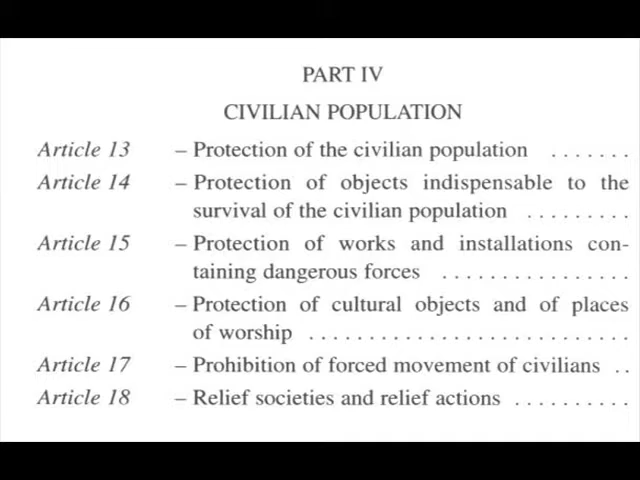 PART IV
CIVILIAN POPULATION
Article 13 – Protection of the civilian population . . . . . . .
Article 14 – Protection of objects indispensable to the
survival of the civilian population . . . . . . . . .
Article 15 – Protection of works and installations con-
taining dangerous forces . . . . . . . . . . . . . . . .
Article 16 – Protection of cultural objects and of places
of worship . . . . . . . . . . . . . . . . . . . . . . . . . . .
Article 17 – Prohibition of forced movement of civilians . .
Article 18 – Relief societies and relief actions . . . . . . . . . .